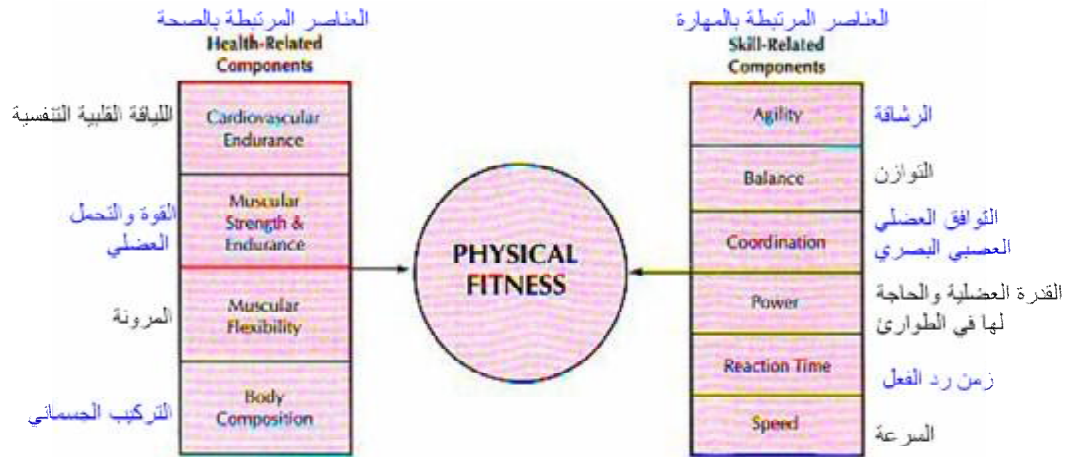 العناصر المرتبطة بالصحة
Health-Related
Components
اللياقة القلبية التنفسية
Cardiovascular
Endurance
القوة والتحمل
العضلي
Muscular
Strength &
Endurance
المرونة
Muscular
Flexibility
التركيب الجسماني
Body
Composition
PHYSICAL
FITNESS
العناصر المرتبطة بالمهارة
Skill-Related
Components
Agility
الرشاقة
Balance
التوازن
Coordination
التوافق العضلي
العصبي البصري
Power
القدرة العضلية والحاجة
لها في الطوارئ
Reaction Time
زمن رد الفعل
Speed
السرعة